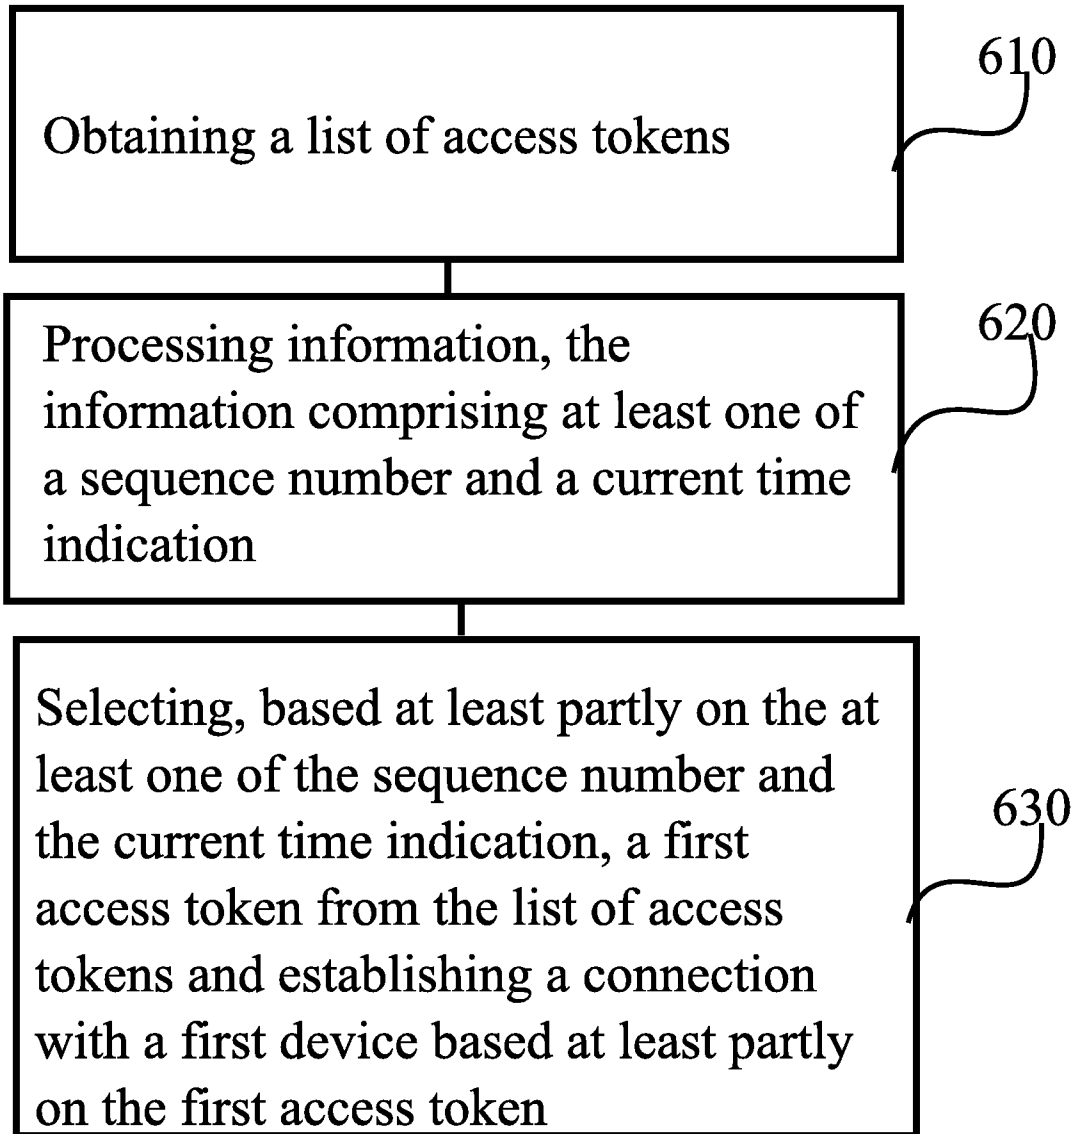 610
Obtaining a list of access tokens
620
Processing information, the
information comprising at least one of
a sequence number and a current time
indication
630
Selecting, based at least partly on the at
least one of the sequence number and
the current time indication, a first
access token from the list of access
tokens and establishing a connection
with a first device based at least partly
on the first access token